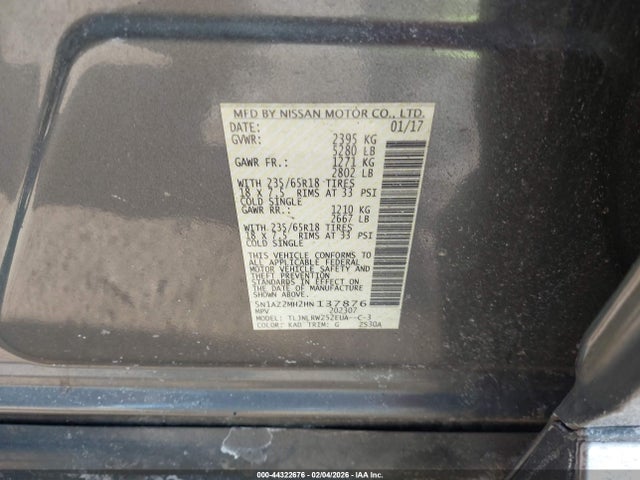 MFD BY NISSAN MOTOR CO., LTD.
DATE: 01/17
GVWR: 2395 KG
5280 LB
GAWR FR.: 1271 KG
2802 LB
WITH 235/65R18 TIRES
18 X 7.5 RIMS AT 33 PSI
COLD SINGLE
GAWR RR.: 1210 KG
2667 LB
WITH 235/65R18 TIRES
18 X 7.5 RIMS AT 33 PSI
COLD SINGLE
THIS VEHICLE CONFORMS TO
ALL APPLICABLE FEDERAL
MOTOR VEHICLE SAFETY AND
THEFT PREVENTION
STANDARDS IN EFFECT ON THE
DATE OF MANUFACTURE
SHOWN ABOVE.
5N1AZ2MH2HN 137876
MPV 202307
MODEL: TLJNLRWZ52EUA--C-3
COLOR: KAD TRIM: G ZS30A
000-44322676 - 02/04/2026 - IAA Inc.